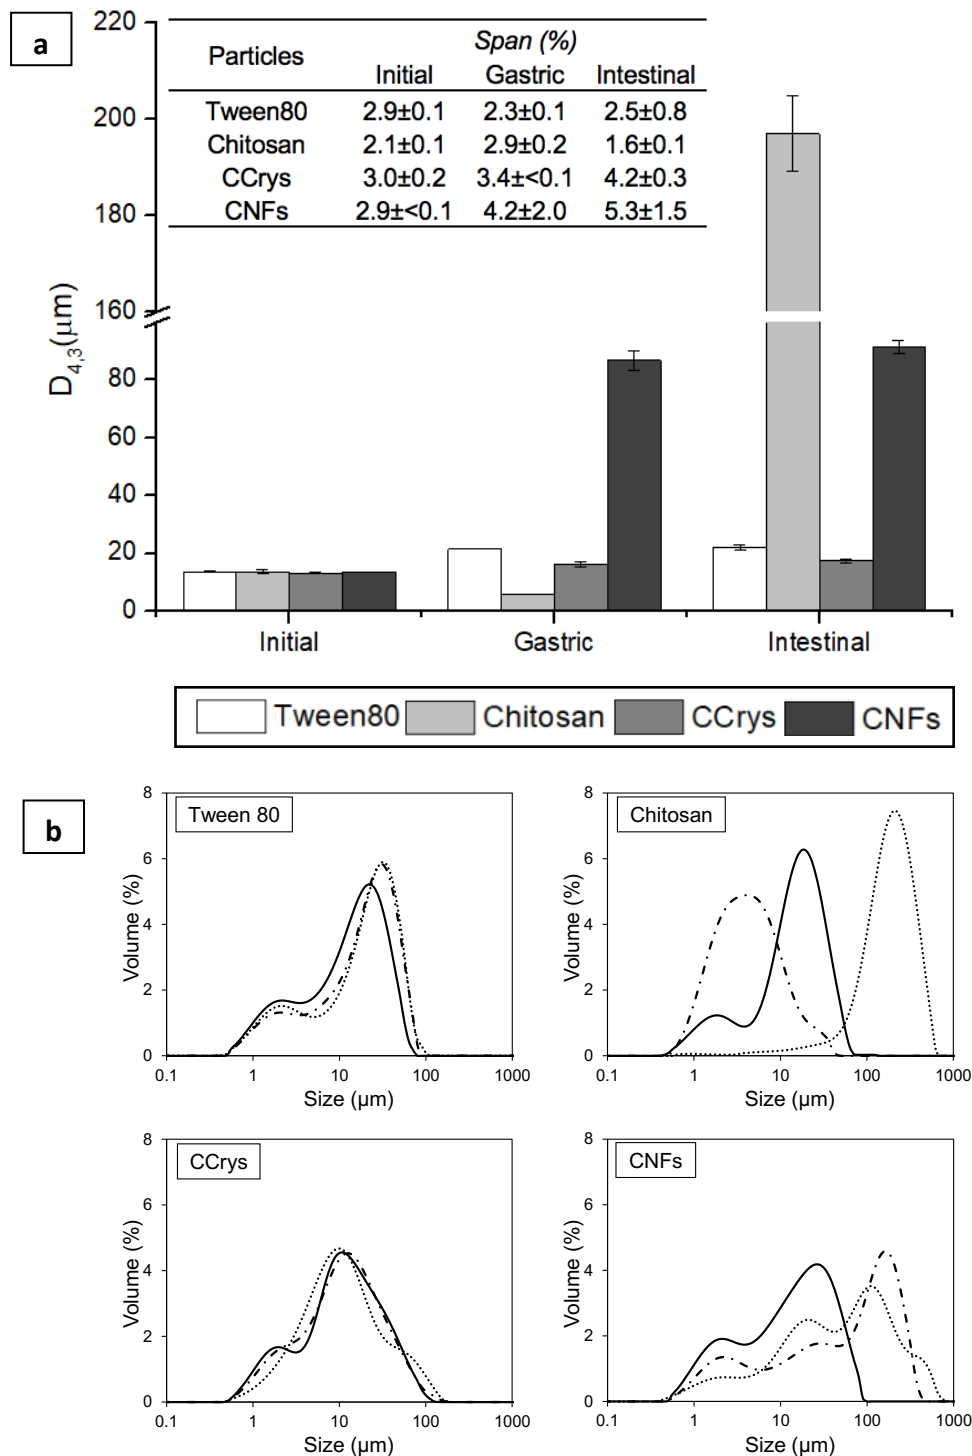 a
220
200
180
160
80
60
40
20
0
D4,3(μm)
Particles
Span (%)
Initial Gastric Intestinal
Tween80 2.9±0.1 2.3±0.1 2.5±0.8
Chitosan 2.1±0.1 2.9±0.2 1.6±0.1
CCrys 3.0±0.2 3.4±<0.1 4.2±0.3
CNFs 2.9±<0.1 4.2±2.0 5.3±1.5
Initial Gastric Intestinal
Tween80 Chitosan CCrys CNFs
b
Tween 80
8
6
4
2
0
Volume (%)
0.1 1 10 100 1000
Size (μm)
Chitosan
8
6
4
2
0
Volume (%)
0.1 1 10 100 1000
Size (μm)
CCrys
8
6
4
2
0
Volume (%)
0.1 1 10 100 1000
Size (μm)
CNFs
8
6
4
2
0
Volume (%)
0.1 1 10 100 1000
Size (μm)